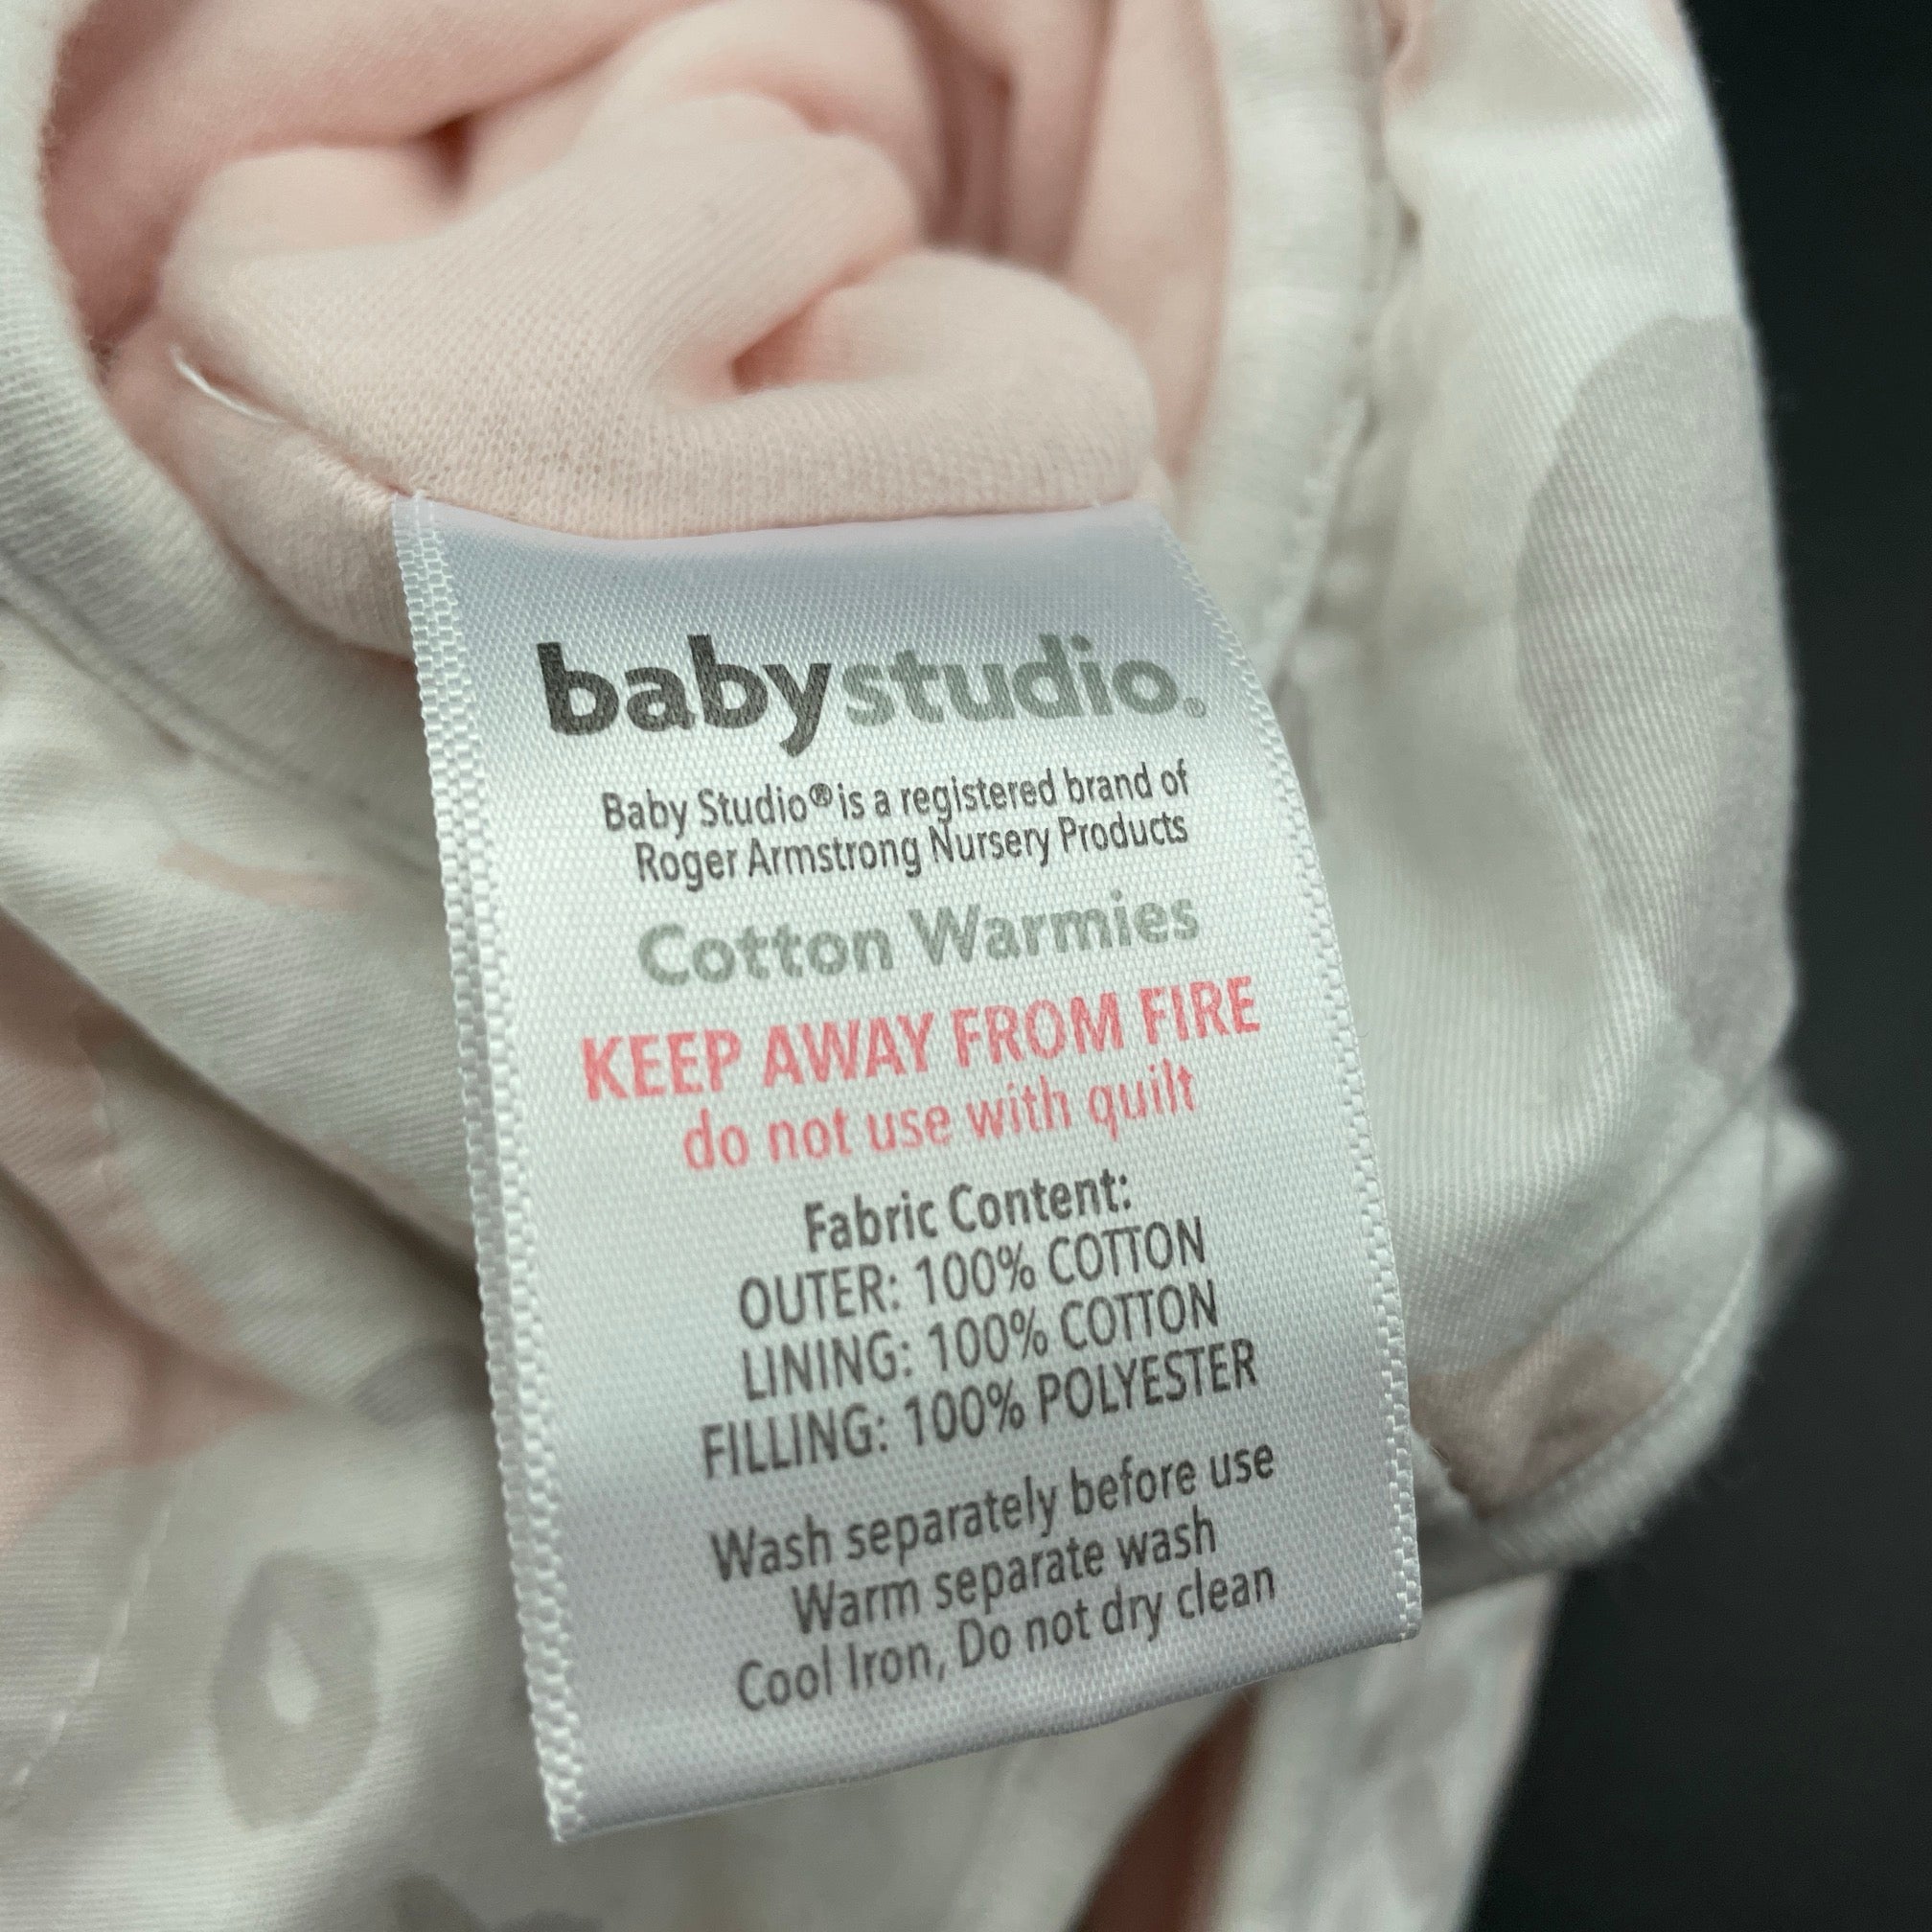 babystudio.
Baby Studio® is a registered brand of
Roger Armstrong Nursery Products
Cotton Warmies
KEEP AWAY FROM FIRE
do not use with quilt
Fabric Content:
OUTER: 100% COTTON
LINING: 100% COTTON
FILLING: 100% POLYESTER
Wash separately before use
Warm separate wash
Cool Iron, Do not dry clean